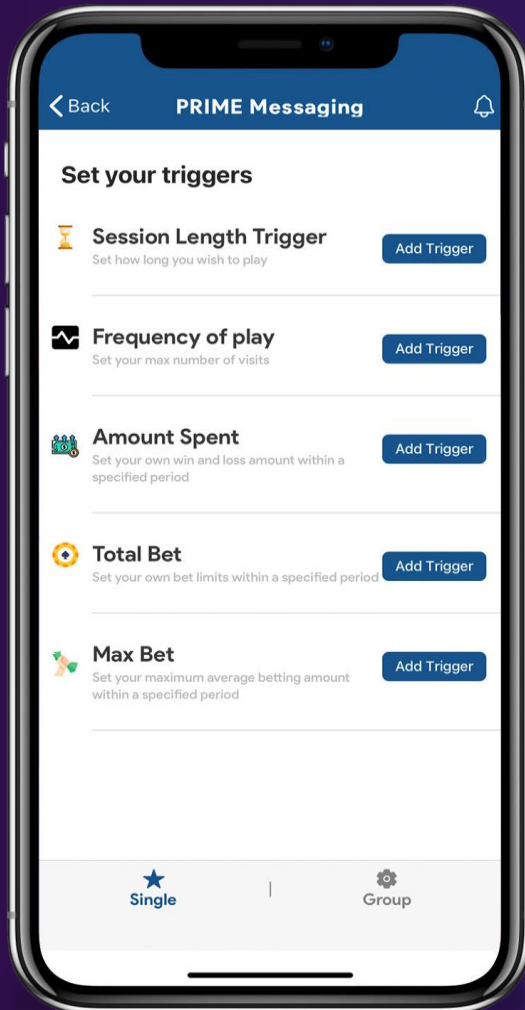 Back
PRIME Messaging
Set your triggers
Session Length Trigger
Set how long you wish to play
Add Trigger
Frequency of play
Set your max number of visits
Add Trigger
Amount Spent
Set your own win and loss amount within a
specified period
Add Trigger
Total Bet
Set your own bet limits within a specified period
Add Trigger
Max Bet
Set your maximum average betting amount
within a specified period
Add Trigger
Single
Group